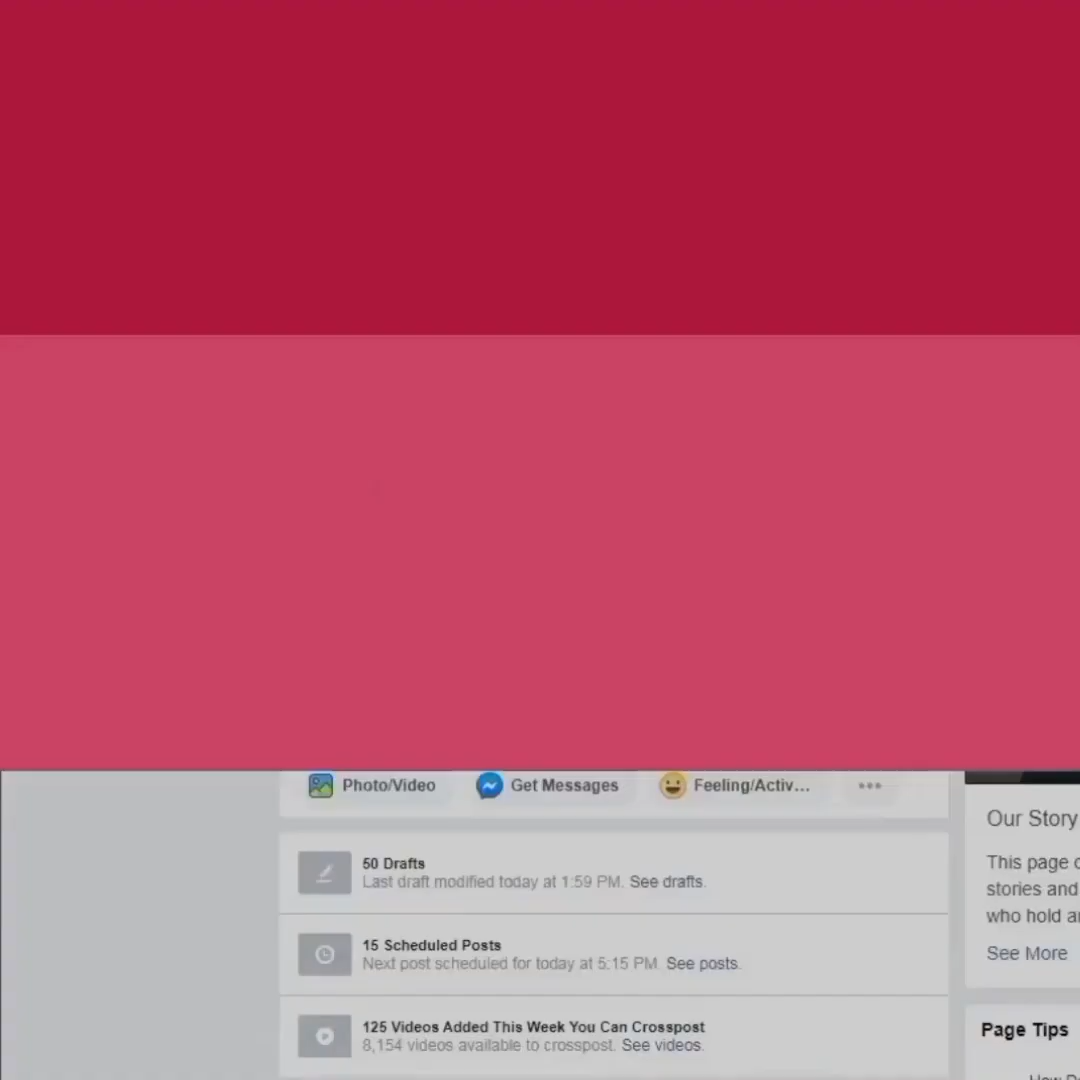 Photo/Video Get Messages Feeling/Activ... 
50 Drafts
Last draft modified today at 1:59 PM. See drafts.
15 Scheduled Posts
Next post scheduled for today at 5:15 PM. See posts.
125 Videos Added This Week You Can Crosspost
8,154 videos available to crosspost. See videos.
Our Story
This page
stories and
who hold
See More
Page Tips